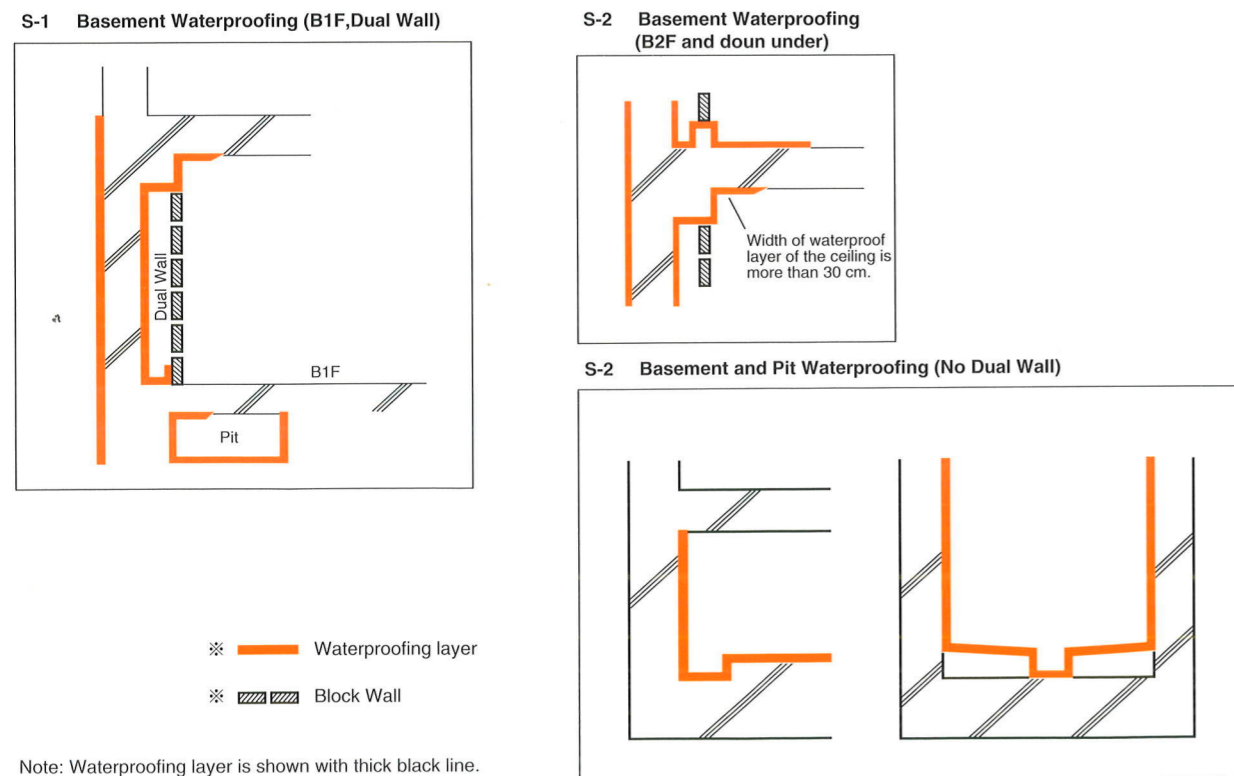 S-1 Basement Waterproofing (B1F,Dual Wall)
Dual Wall
B1F
Pit
※ Waterproofing layer
※ Block Wall
Note: Waterproofing layer is shown with thick black line.
S-2 Basement Waterproofing
(B2F and doun under)
Width of waterproof
layer of the ceiling is
more than 30 cm.
S-2 Basement and Pit Waterproofing (No Dual Wall)